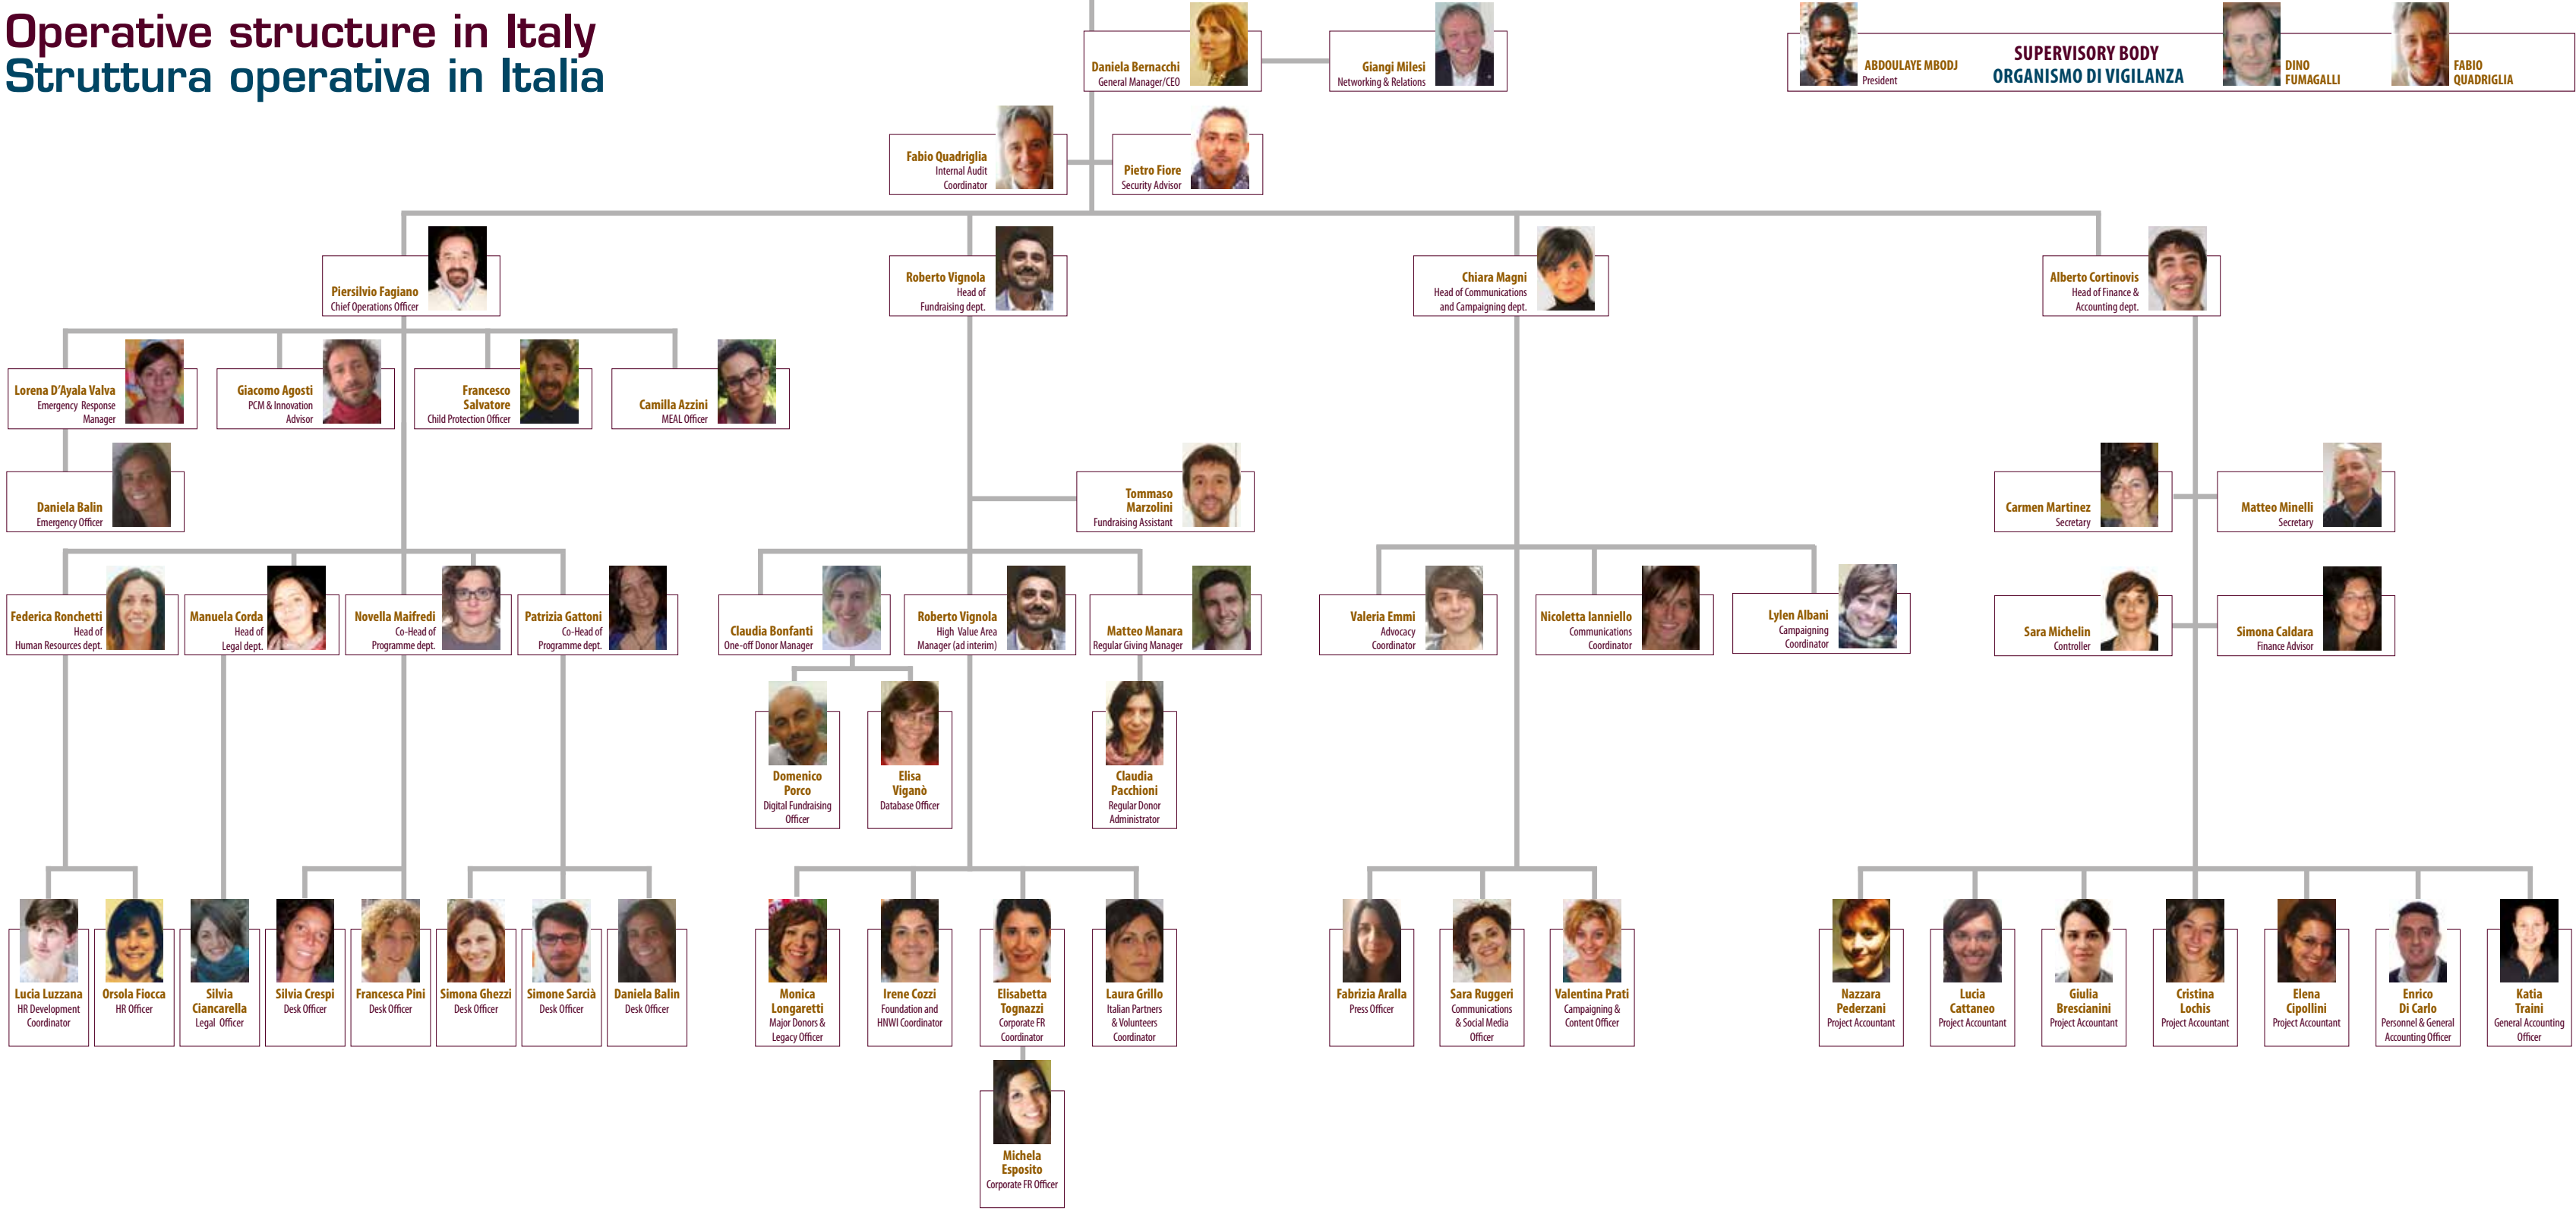 Operative structure in Italy
Struttura operativa in Italia
Daniela Bernacchi
General Manager/CEO
Giangi Milesi
Networking & Relations
ABDOULAYE MBODJ
President
SUPERVISORY BODY
ORGANISMO DI VIGILANZA
DINO
FUMAGALLI
FABIO
QUADRIGLIA
Fabio Quadriglia
Internal Audit
Coordinator
Pietro Fiore
Security Advisor
Piersilvio Fagiano
Chief Operations Officer
Roberto Vignola
Head of
Fundraising dept.
Chiara Magni
Head of Communications
and Campaigning dept.
Alberto Cortinovis
Head of Finance &
Accounting dept.
Lorena D'Ayala Valva
Emergency Response
Manager
Giacomo Agosti
PCM & Innovation
Advisor
Francesco
Salvatore
Child Protection Officer
Camilla Azzini
MEAL Officer
Daniela Balin
Emergency Officer
Tommaso
Marzolini
Fundraising Assistant
Carmen Martinez
Secretary
Matteo Minelli
Secretary
Federica Ronchetti
Head of
Human Resources dept.
Manuela Corda
Head of
Legal dept.
Novella Maifredi
Co-Head of
Programme dept.
Patrizia Gattoni
Co-Head of
Programme dept.
Claudia Bonfanti
One-off Donor Manager
Roberto Vignola
High Value Area
Manager (ad interim)
Matteo Manara
Regular Giving Manager
Valeria Emmi
Advocacy
Coordinator
Nicoletta Ianniello
Communications
Coordinator
Lylen Albani
Campaigning
Coordinator
Sara Michelin
Controller
Simona Caldara
Finance Advisor
Domenico
Porco
Digital Fundraising
Officer
Elisa
Viganò
Database Officer
Claudia
Pacchioni
Regular Donor
Administrator
Lucia Luzzana
HR Development
Coordinator
Orsola Fiocca
HR Officer
Silvia
Ciancarella
Legal Officer
Silvia Crespi
Desk Officer
Francesca Pini
Desk Officer
Simona Ghezzi
Desk Officer
Simone Sarcià
Desk Officer
Daniela Balin
Desk Officer
Monica
Longaretti
Major Donors &
Legacy Officer
Irene Cozzi
Foundation and
HNWI Coordinator
Elisabetta
Tognazzi
Corporate FR
Coordinator
Laura Grillo
Italian Partners
& Volunteers
Coordinator
Fabrizia Aralla
Press Officer
Sara Ruggeri
Communications
& Social Media
Officer
Valentina Prati
Campaigning &
Content Officer
Nazzara
Pederzani
Project Accountant
Lucia
Cattaneo
Project Accountant
Giulia
Brescianini
Project Accountant
Cristina
Lochis
Project Accountant
Elena
Cipollini
Project Accountant
Enrico
Di Carlo
Personnel & General
Accounting Officer
Katia
Traini
General Accounting
Officer
Michela
Esposito
Corporate FR Officer